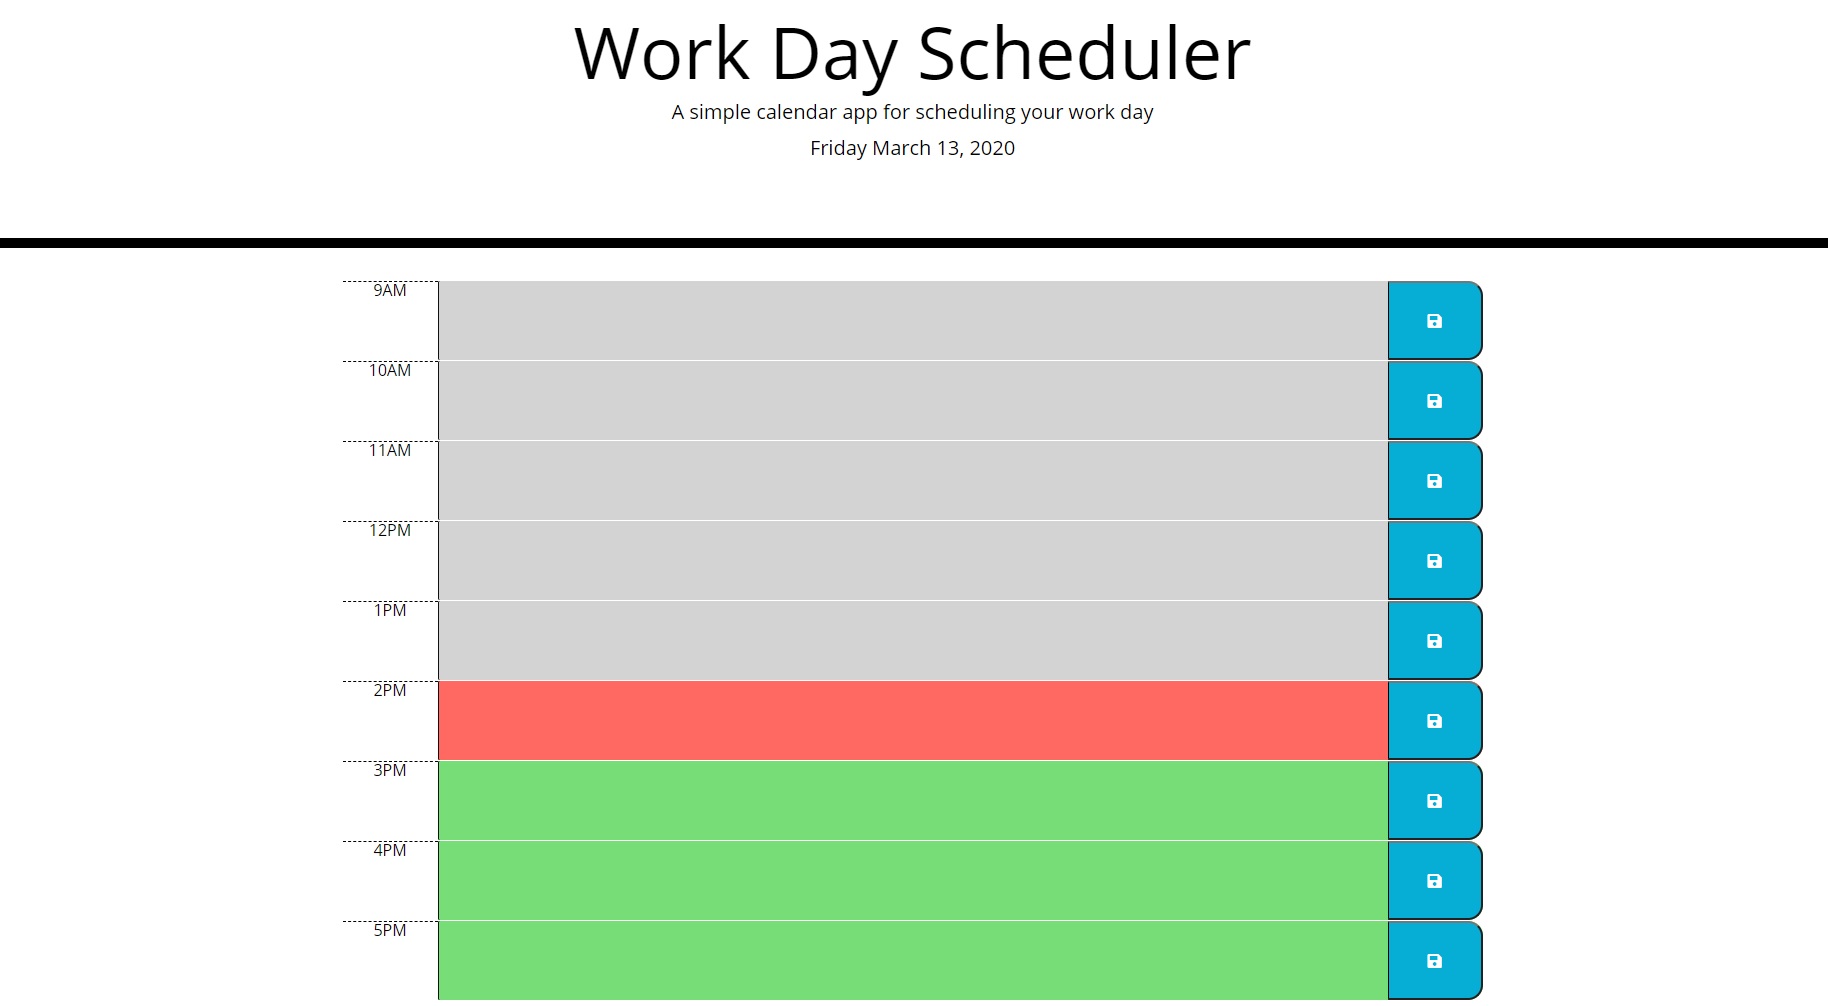 Work Day Scheduler
A simple calendar app for scheduling your work day
Friday March 13, 2020
9AM
10AM
11AM
12PM
1PM
2PM
3PM
4PM
5PM